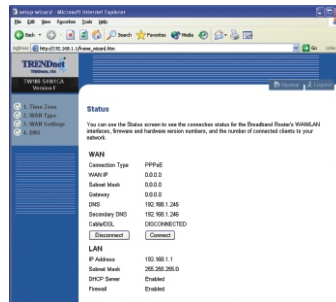 setup wizard - Microsoft Internet Explorer
File Edit View Favorites Tools Help
Back Search Favorites Media
Address http://192.168.1.1/frame_wizard.htm Go Links
TRENDnet
TRENDnet, USA
TW100-S4W1CA
Version F
Home Logout
1. Time Zone
2. WAN Type
3. WAN Settings
4. DNS
Status
You can use the Status screen to see the connection status for the Broadband Router's WAN/LAN
interfaces, firmware and hardware version numbers, and the number of connected clients to your
network.
WAN
Connection Type PPPoE
WAN IP 0.0.0.0
Subnet Mask 0.0.0.0
Gateway 0.0.0.0
DNS 192.168.1.245
Secondary DNS 192.168.1.246
Cable/DSL DISCONNECTED
Disconnect Connect
LAN
IP Address 192.168.1.1
Subnet Mask 255.255.255.0
DHCP Server Enabled
Firewall Enabled